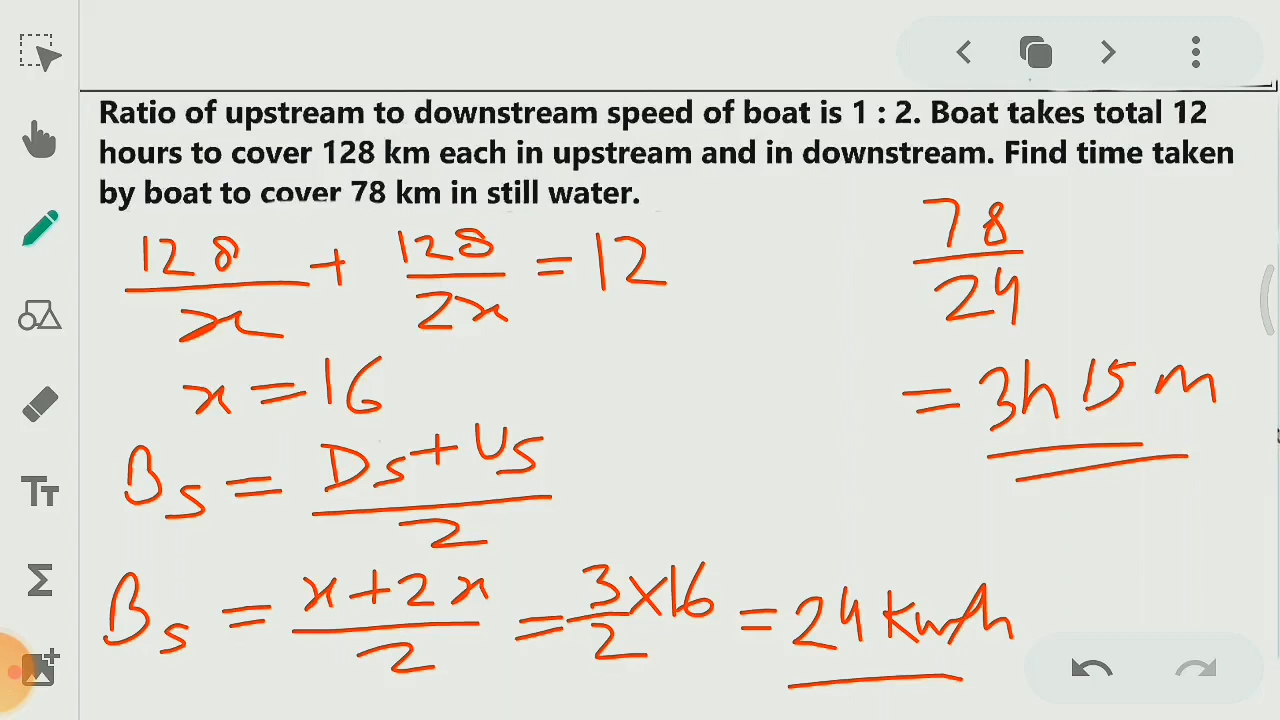 Ratio of upstream to downstream speed of boat is 1 : 2. Boat takes total 12
hours to cover 128 km each in upstream and in downstream. Find time taken
by boat to cover 78 km in still water.
128/x + 128/2x = 12
x = 16
Bs = Ds + Us / 2
Bs = x + 2x / 2 = 3/2 × 16 = 24 Km/h
78/24
= 3h 15 m
Tт
Σ